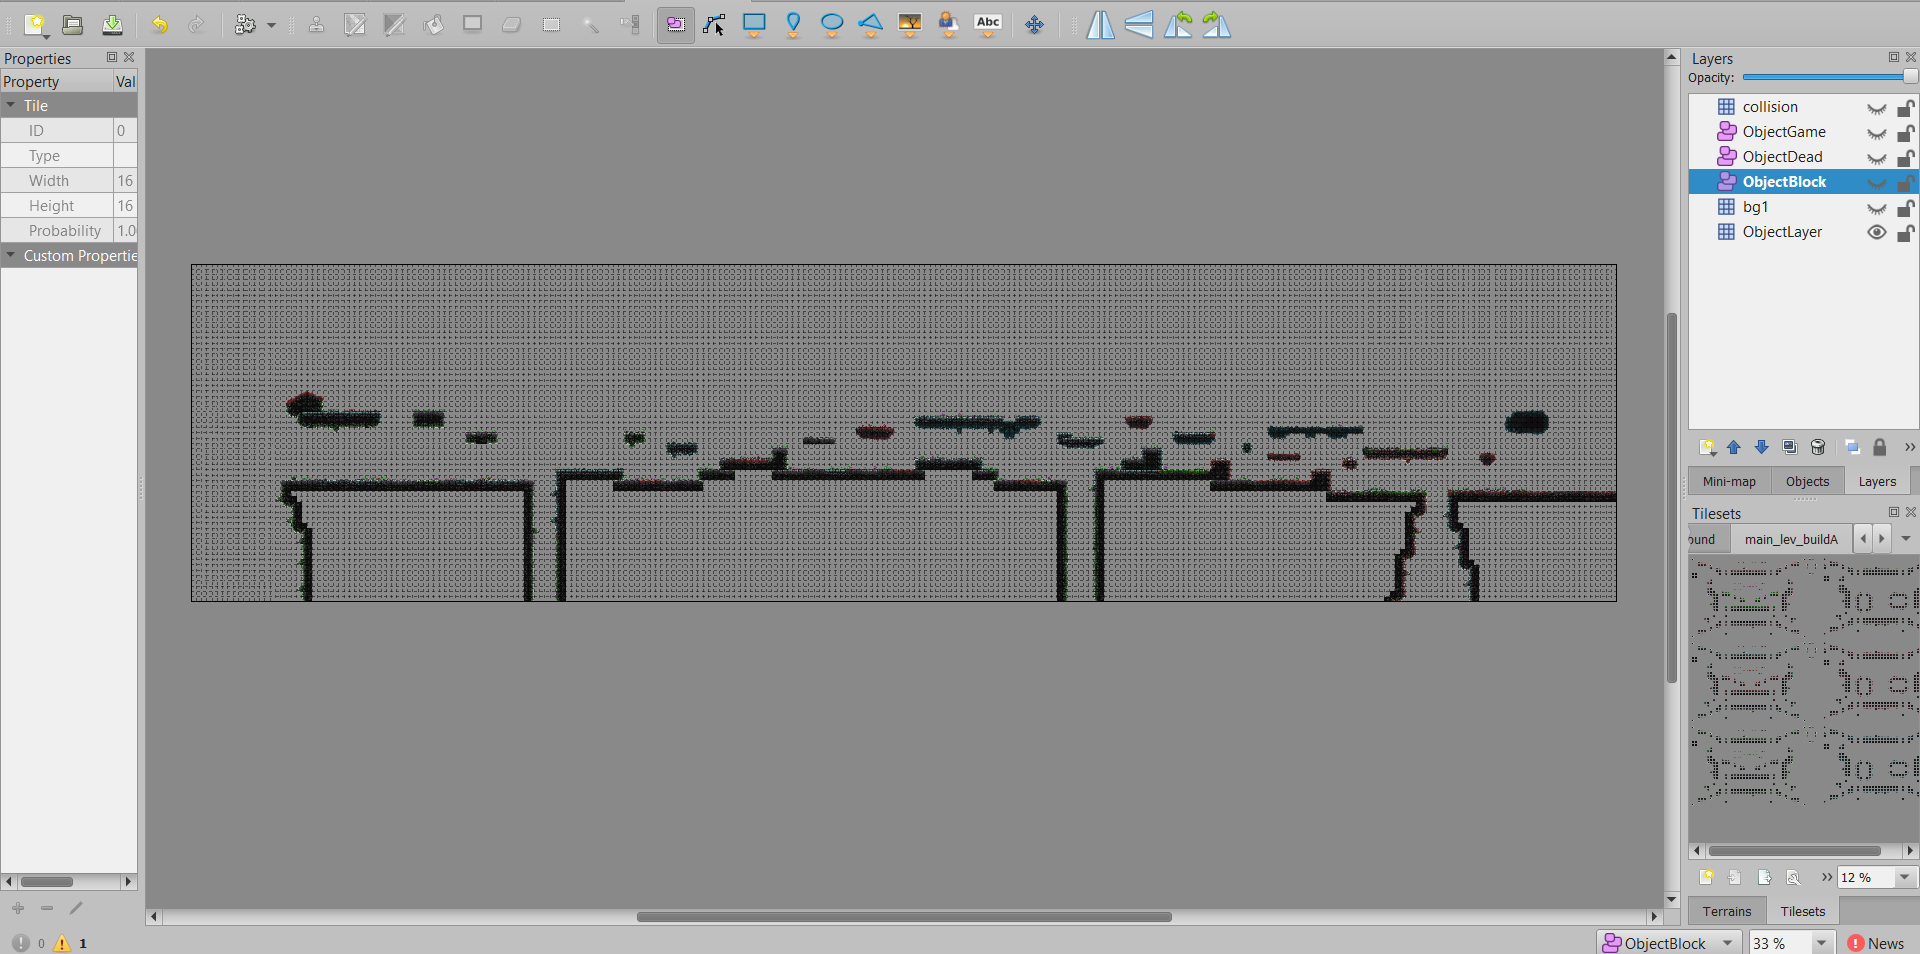 Abc
Properties
Property Val
Tile
ID 0
Type
Width 16
Height 16
Probability 1.0
Custom Propertie
0 1
Layers
Opacity:
collision
ObjectGame
ObjectDead
ObjectBlock
bg1
ObjectLayer
Mini-map Objects Layers
Tilesets
ound main_lev_buildA
12 %
Terrains Tilesets
ObjectBlock 33 % News